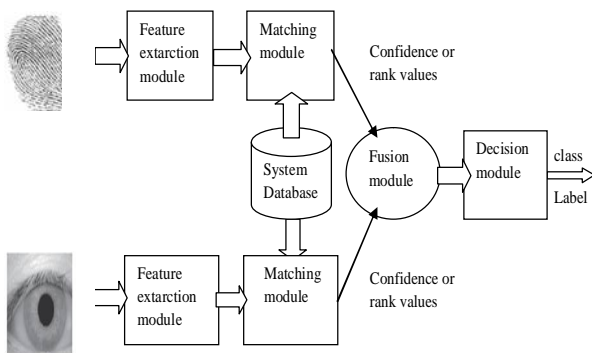 Feature
extarction
module
Matching
module
Confidence or
rank values
System
Database
Fusion
module
Decision
module
class
Label
Feature
extarction
module
Matching
module
Confidence or
rank values